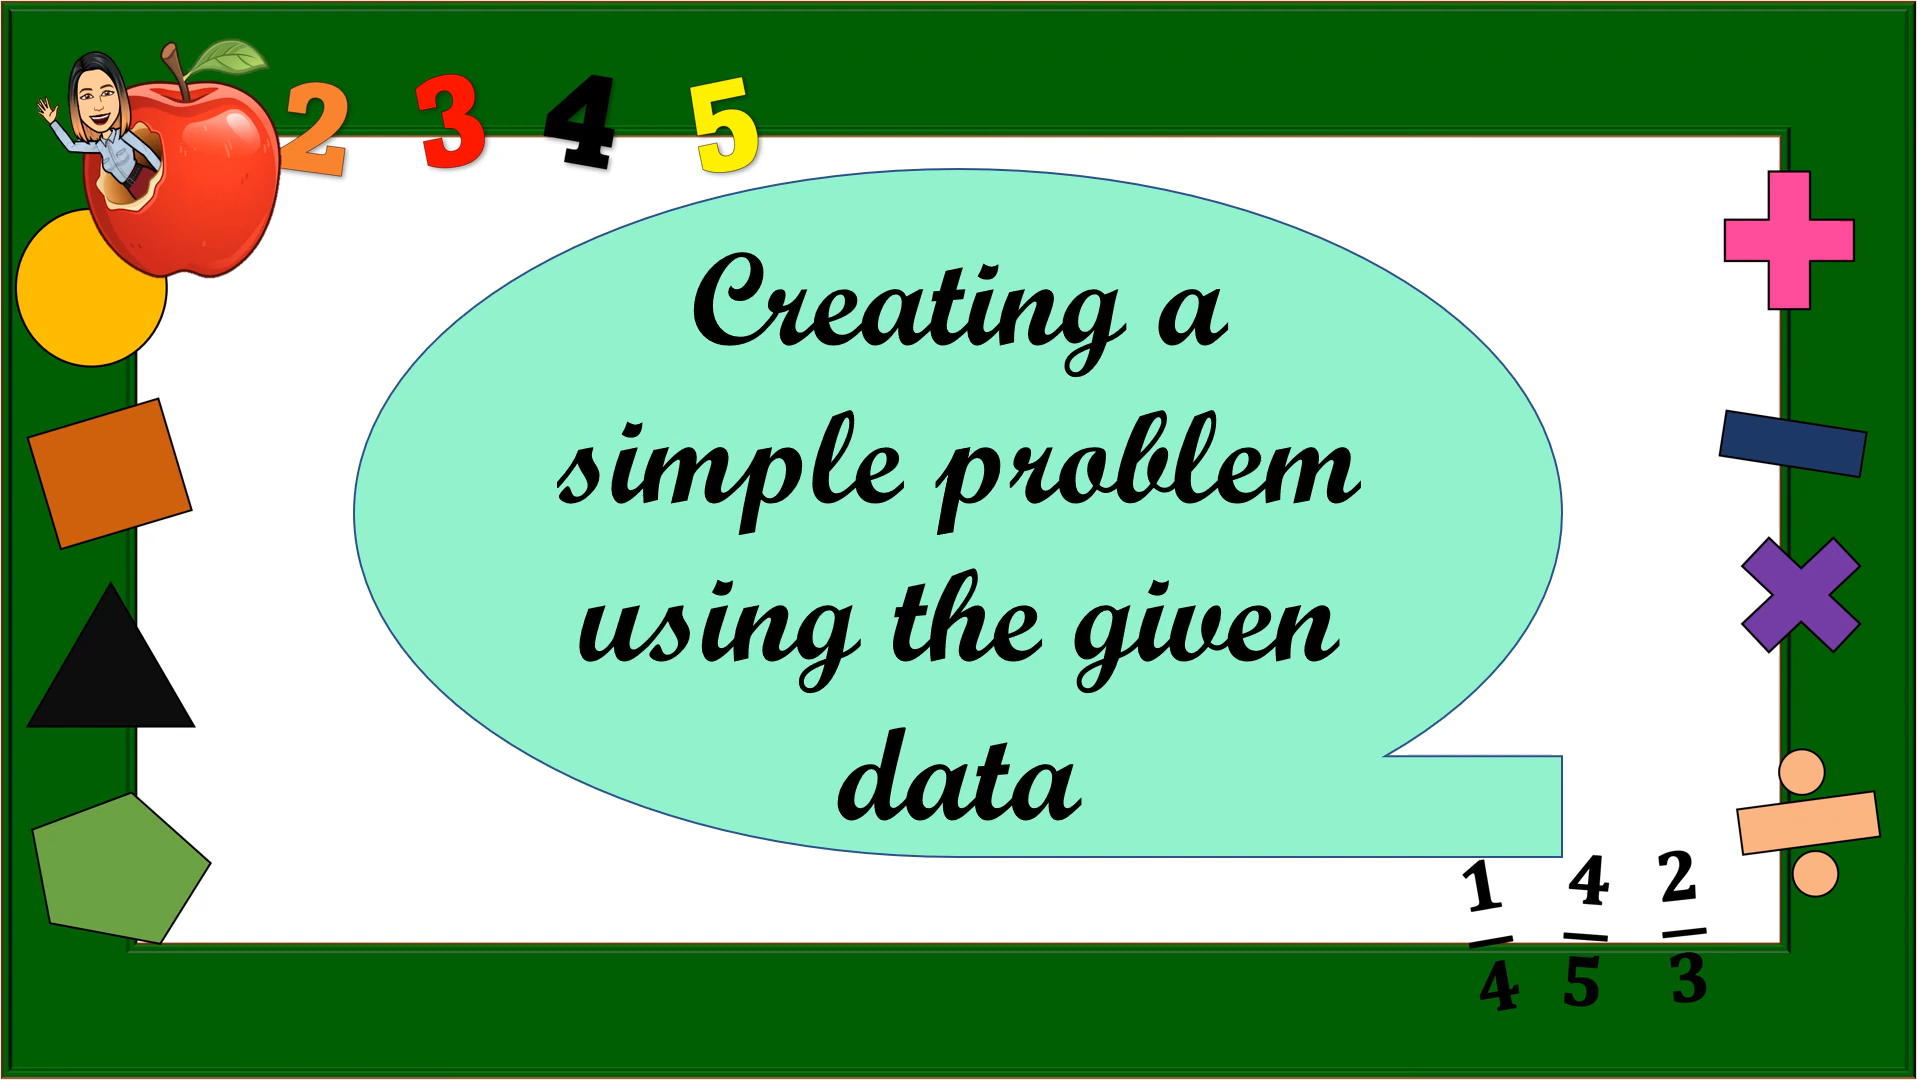 2 3 4 5
Creating a
simple problem
using the given
data
1 4 2
4 5 3